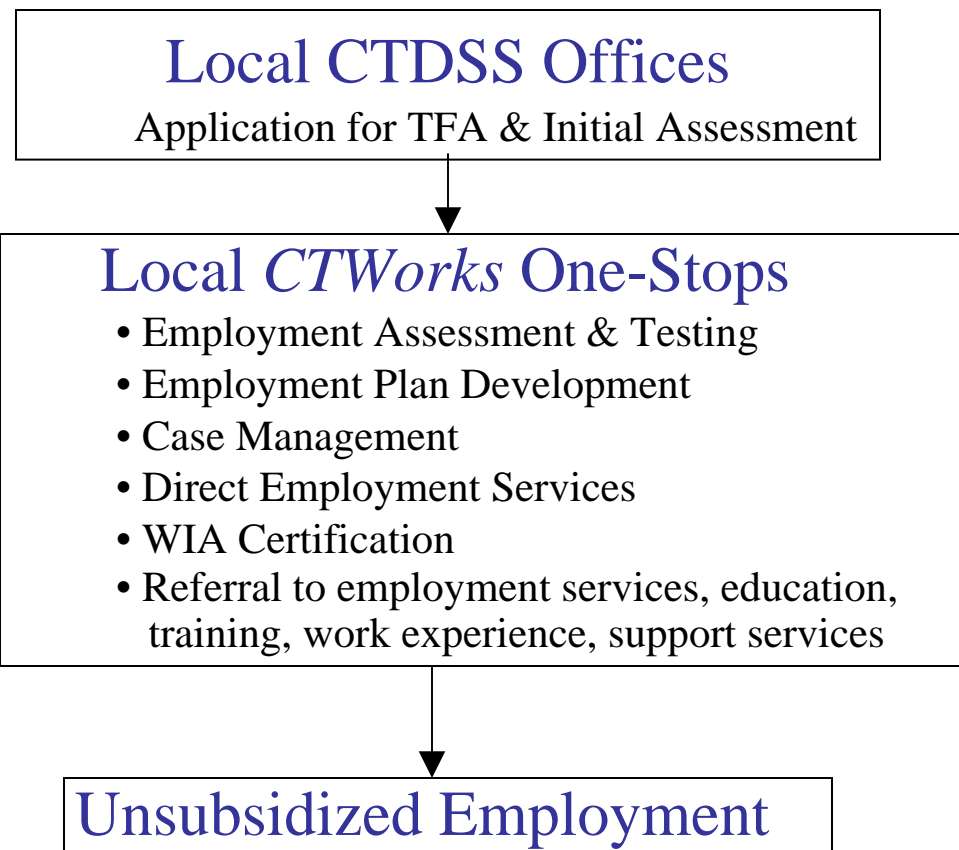 Local CTDSS Offices
Application for TFA & Initial Assessment
Local CTWorks One-Stops
• Employment Assessment & Testing
• Employment Plan Development
• Case Management
• Direct Employment Services
• WIA Certification
• Referral to employment services, education,
training, work experience, support services
Unsubsidized Employment